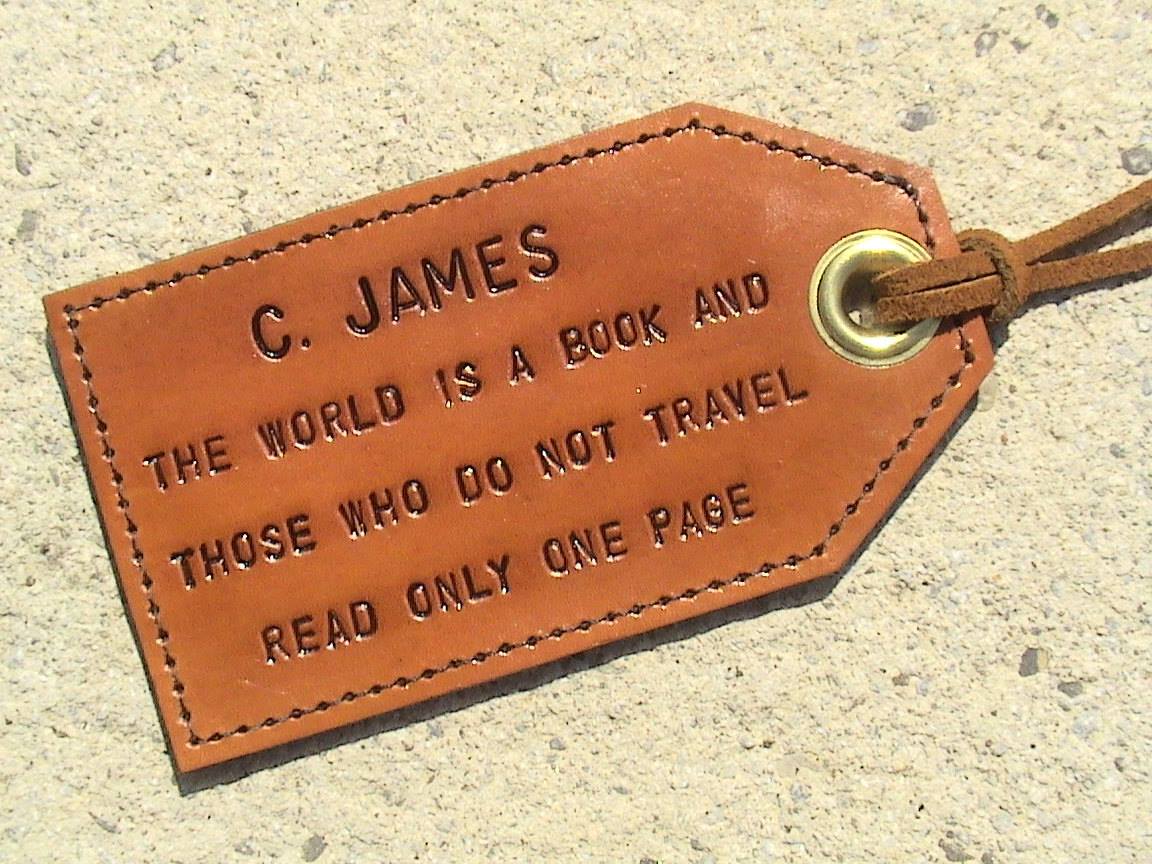 C. JAMES
THE WORLD IS A BOOK AND
THOSE WHO DO NOT TRAVEL
READ ONLY ONE PAGE